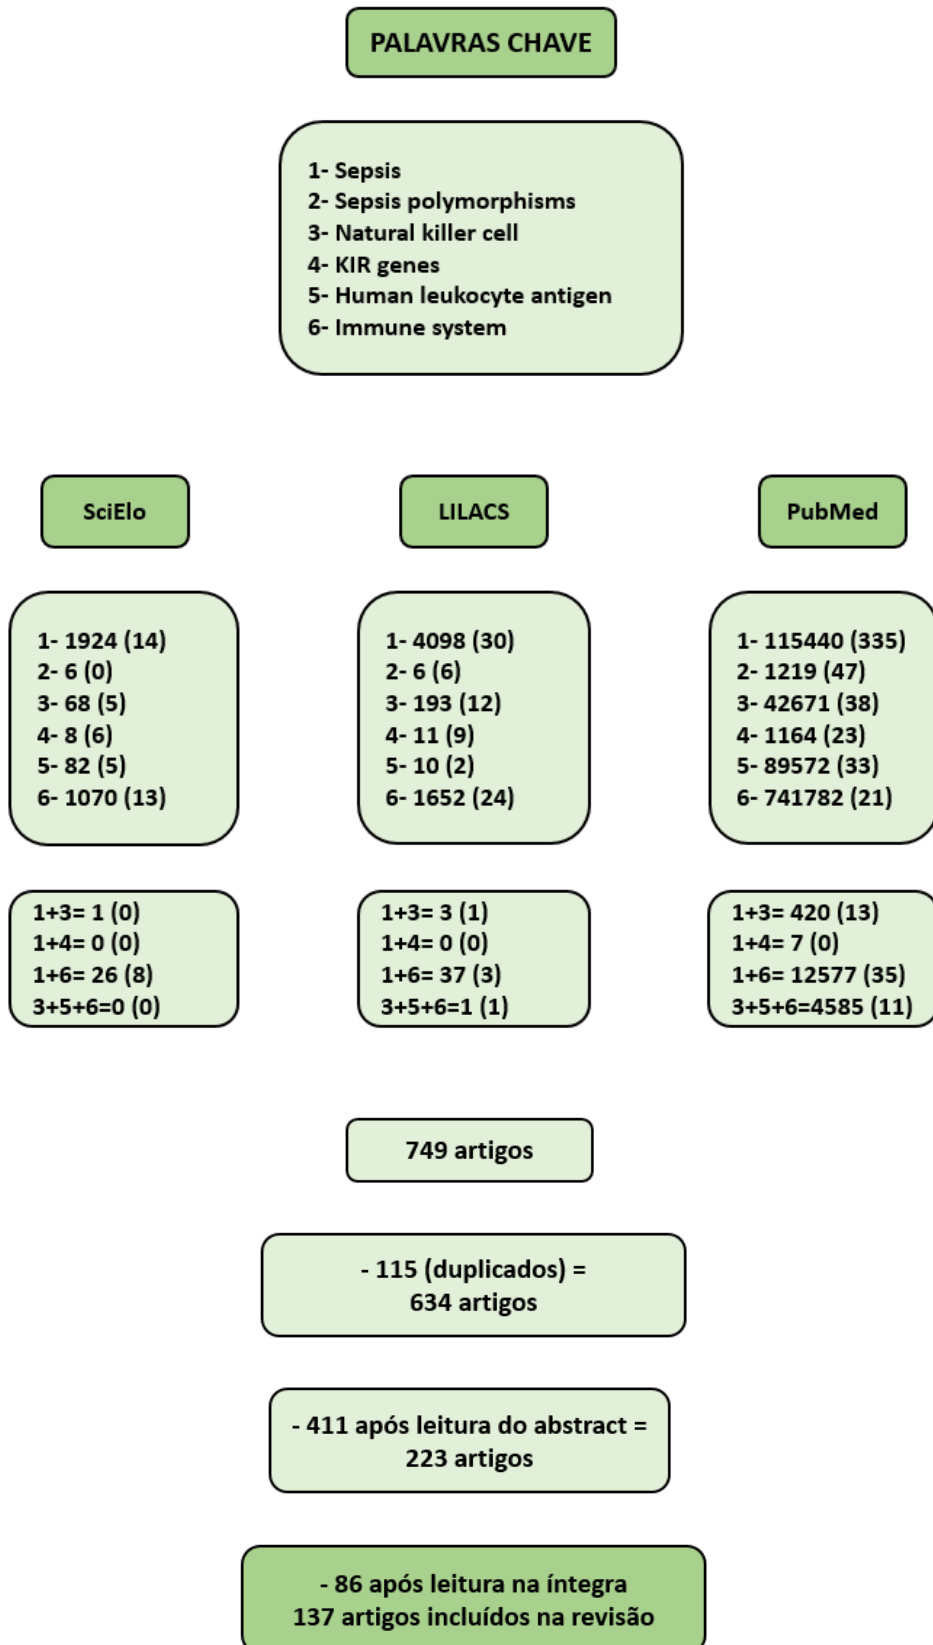 PALAVRAS CHAVE
1- Sepsis
2- Sepsis polymorphisms
3- Natural killer cell
4- KIR genes
5- Human leukocyte antigen
6- Immune system
SciElo
LILACS
PubMed
1- 1924 (14)
2- 6 (0)
3- 68 (5)
4- 8 (6)
5- 82 (5)
6- 1070 (13)
1- 4098 (30)
2- 6 (6)
3- 193 (12)
4- 11 (9)
5- 10 (2)
6- 1652 (24)
1- 115440 (335)
2- 1219 (47)
3- 42671 (38)
4- 1164 (23)
5- 89572 (33)
6- 741782 (21)
1+3= 1 (0)
1+4= 0 (0)
1+6= 26 (8)
3+5+6=0 (0)
1+3= 3 (1)
1+4= 0 (0)
1+6= 37 (3)
3+5+6=1 (1)
1+3= 420 (13)
1+4= 7 (0)
1+6= 12577 (35)
3+5+6=4585 (11)
749 artigos
- 115 (duplicados) =
634 artigos
- 411 após leitura do abstract =
223 artigos
- 86 após leitura na íntegra
137 artigos incluídos na revisão